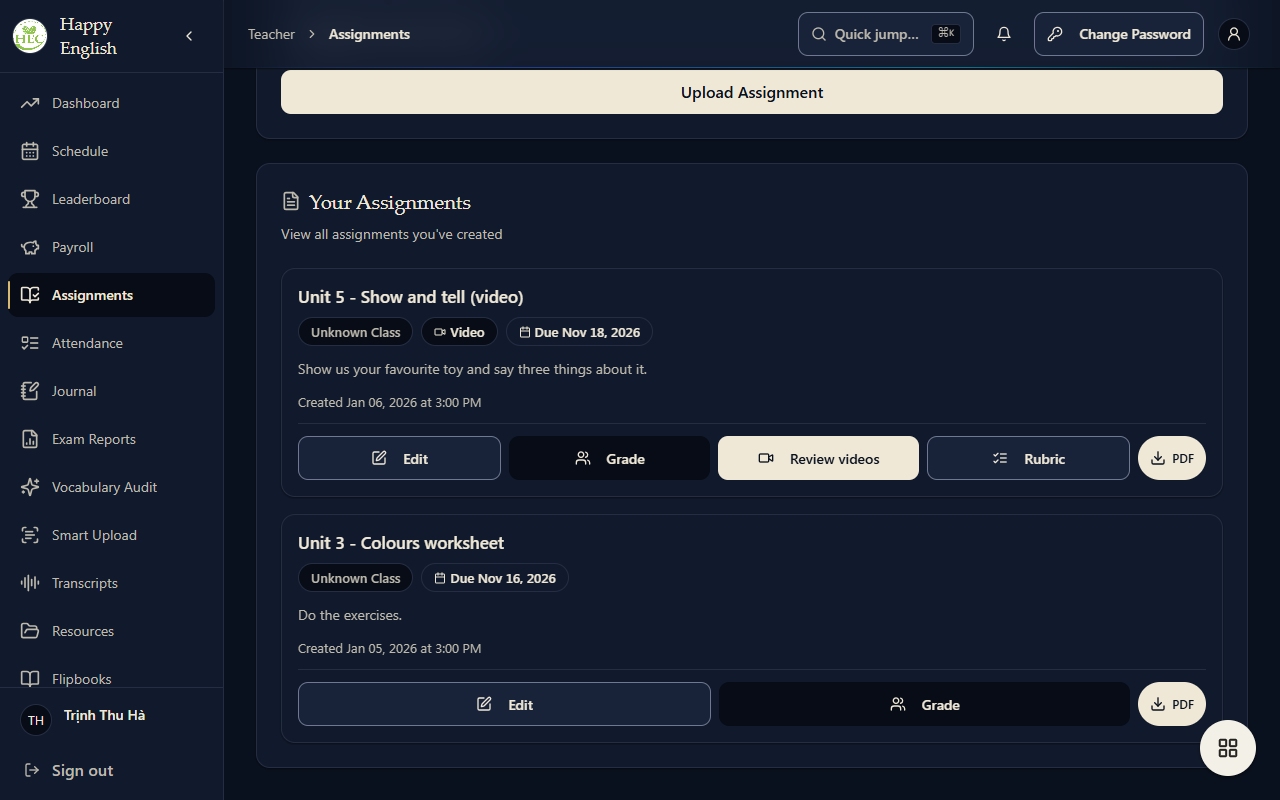 HEC
Happy
English
Teacher > Assignments
Quick jump... ⌘K
Change Password
Dashboard
Schedule
Leaderboard
Payroll
Assignments
Attendance
Journal
Exam Reports
Vocabulary Audit
Smart Upload
Transcripts
Resources
Flipbooks
TH Trịnh Thu Hà
Sign out
Upload Assignment
Your Assignments
View all assignments you've created
Unit 5 - Show and tell (video)
Unknown Class Video Due Nov 18, 2026
Show us your favourite toy and say three things about it.
Created Jan 06, 2026 at 3:00 PM
Edit Grade Review videos Rubric PDF
Unit 3 - Colours worksheet
Unknown Class Due Nov 16, 2026
Do the exercises.
Created Jan 05, 2026 at 3:00 PM
Edit Grade PDF